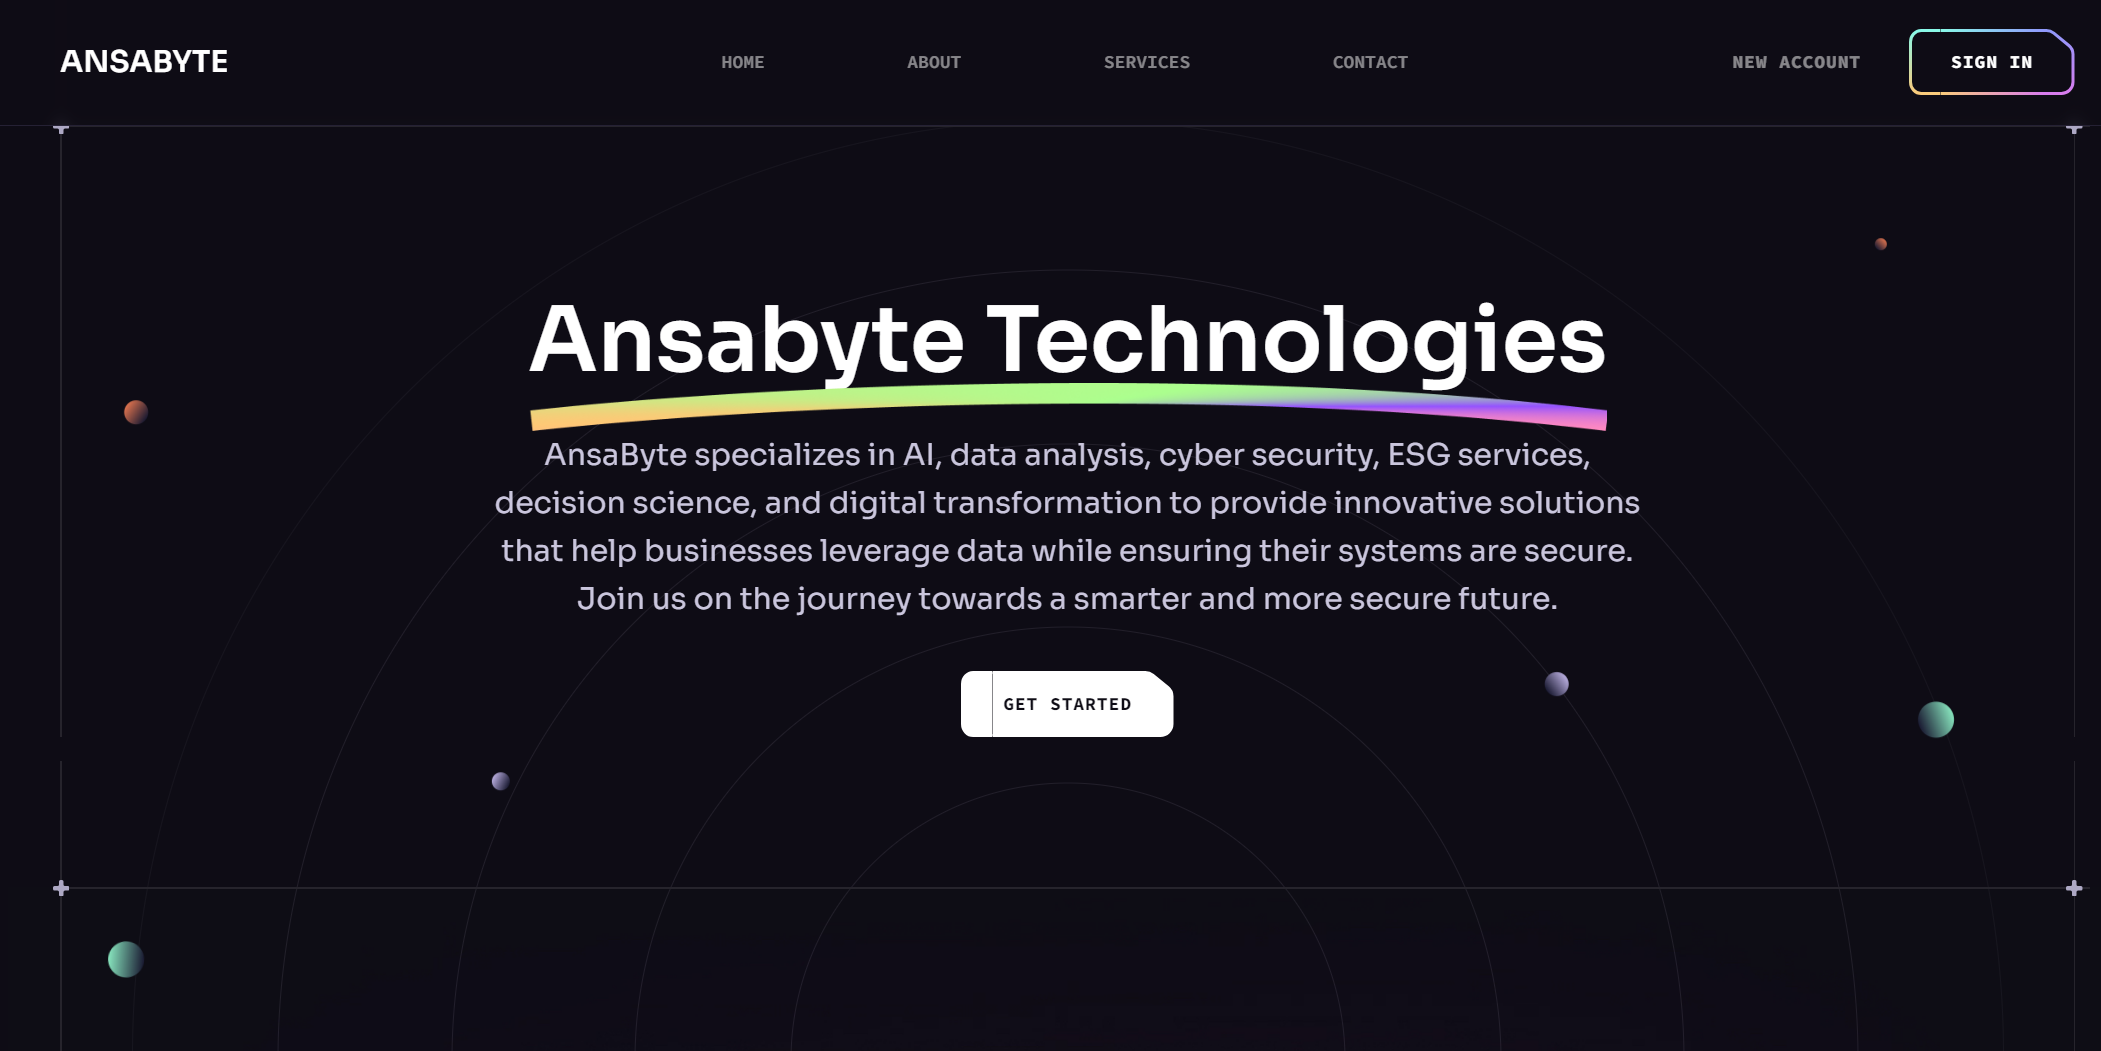 ANSABYTE
HOME
ABOUT
SERVICES
CONTACT
NEW ACCOUNT
SIGN IN
Ansabyte Technologies
AnsaByte specializes in AI, data analysis, cyber security, ESG services,
decision science, and digital transformation to provide innovative solutions
that help businesses leverage data while ensuring their systems are secure.
Join us on the journey towards a smarter and more secure future.
GET STARTED